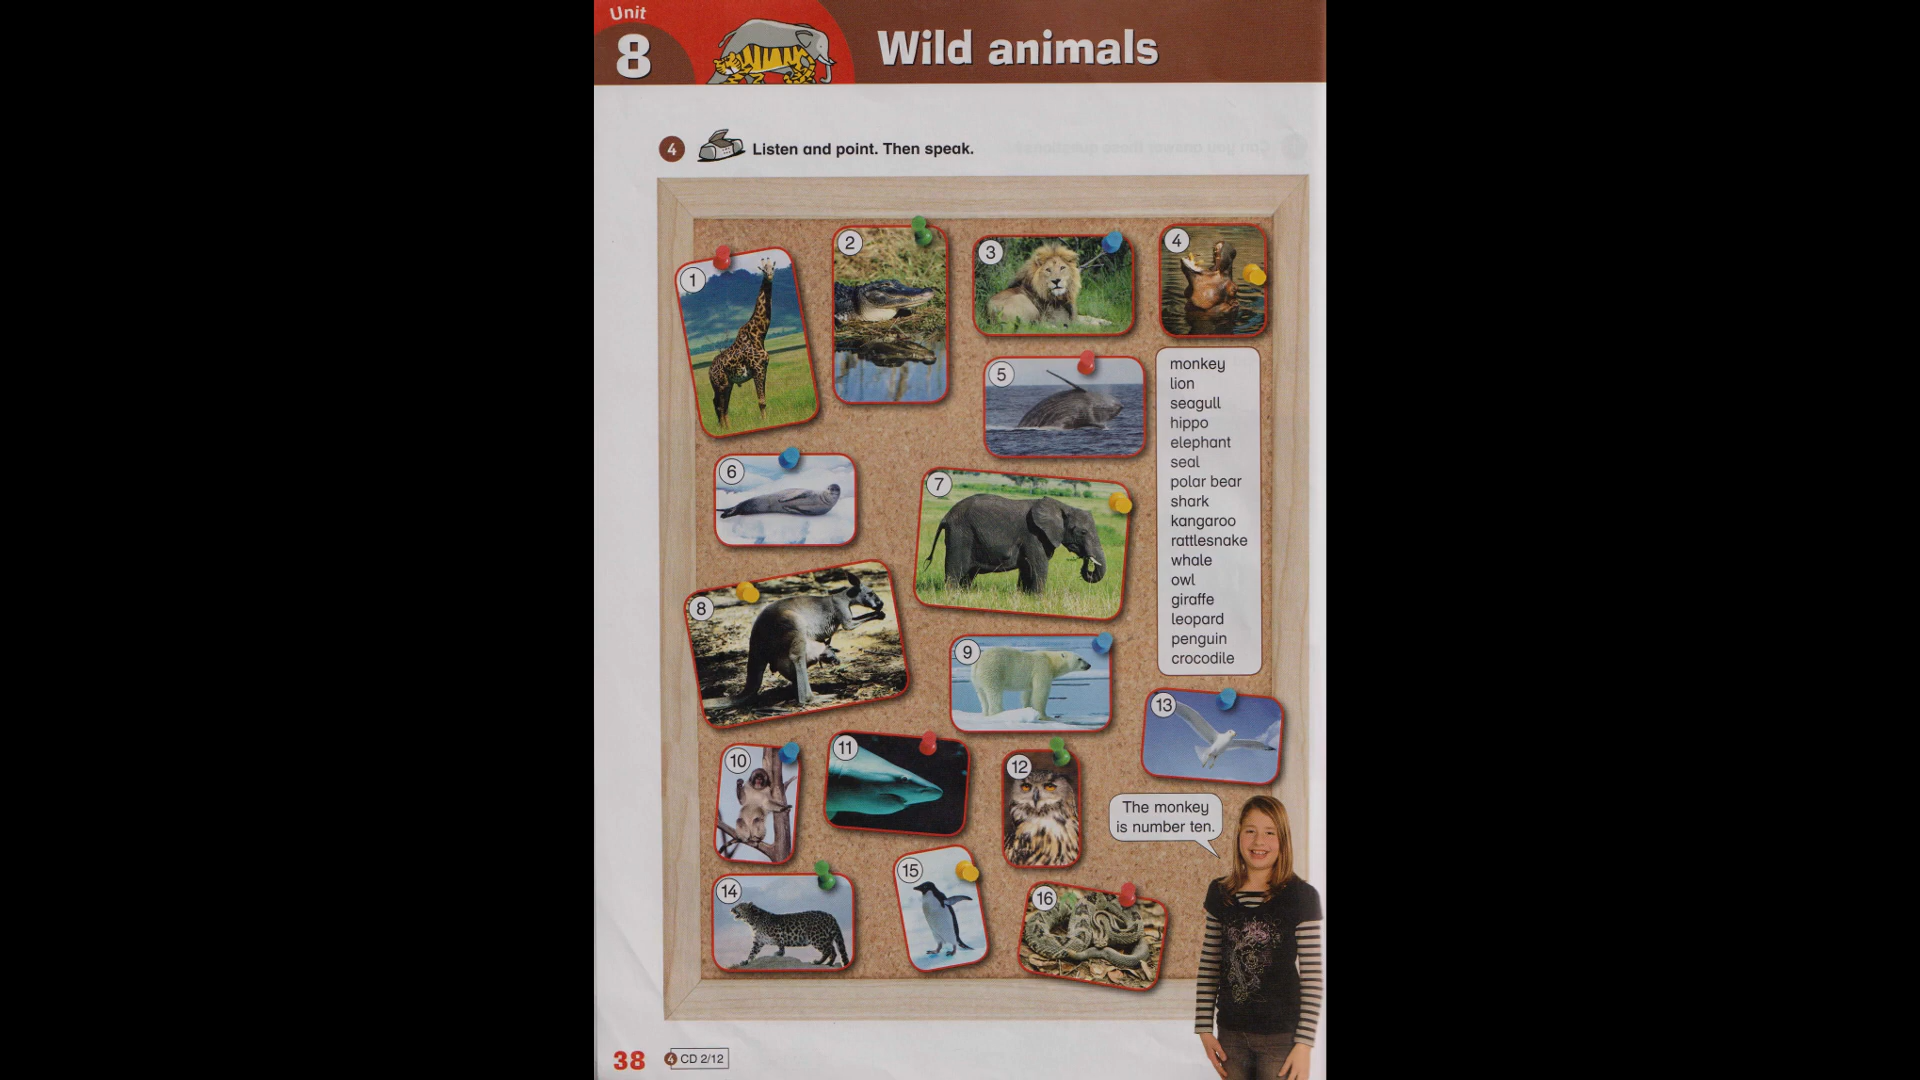 Unit
8
Wild animals
4 Listen and point. Then speak.
1
2
3
4
5
6
7
8
9
10
11
12
13
14
15
16
monkey
lion
seagull
hippo
elephant
seal
polar bear
shark
kangaroo
rattlesnake
whale
owl
giraffe
leopard
penguin
crocodile
The monkey
is number ten.
38
4 CD 2/12